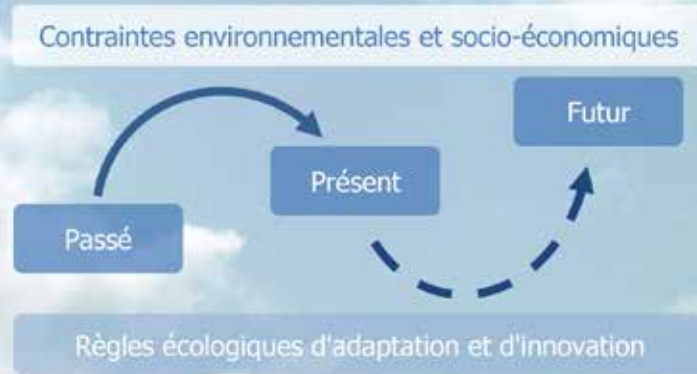 Contraintes environnementales et socio-économiques
Futur
Présent
Passé
Règles écologiques d'adaptation et d'innovation